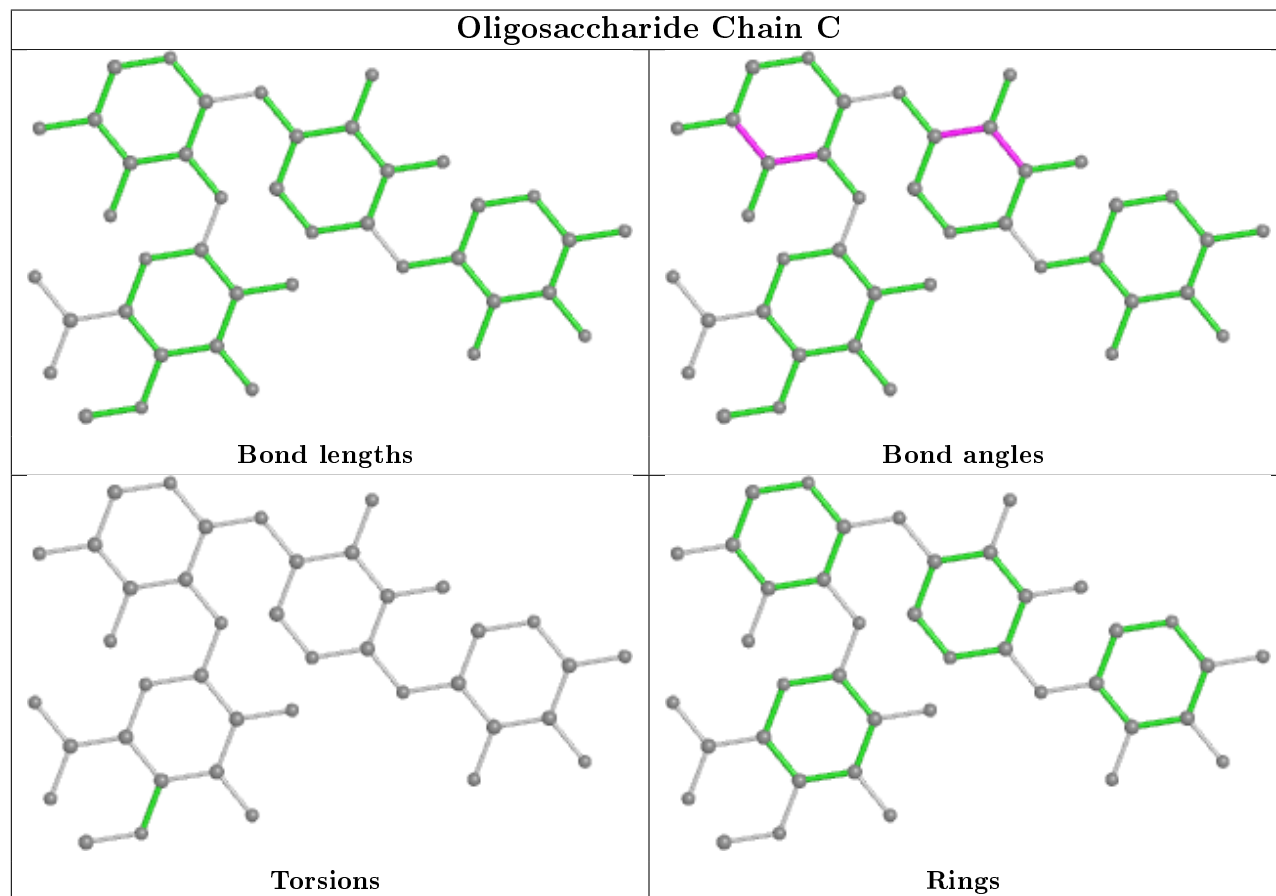 Oligosaccharide Chain C
Bond lengths
Bond angles
Torsions
Rings